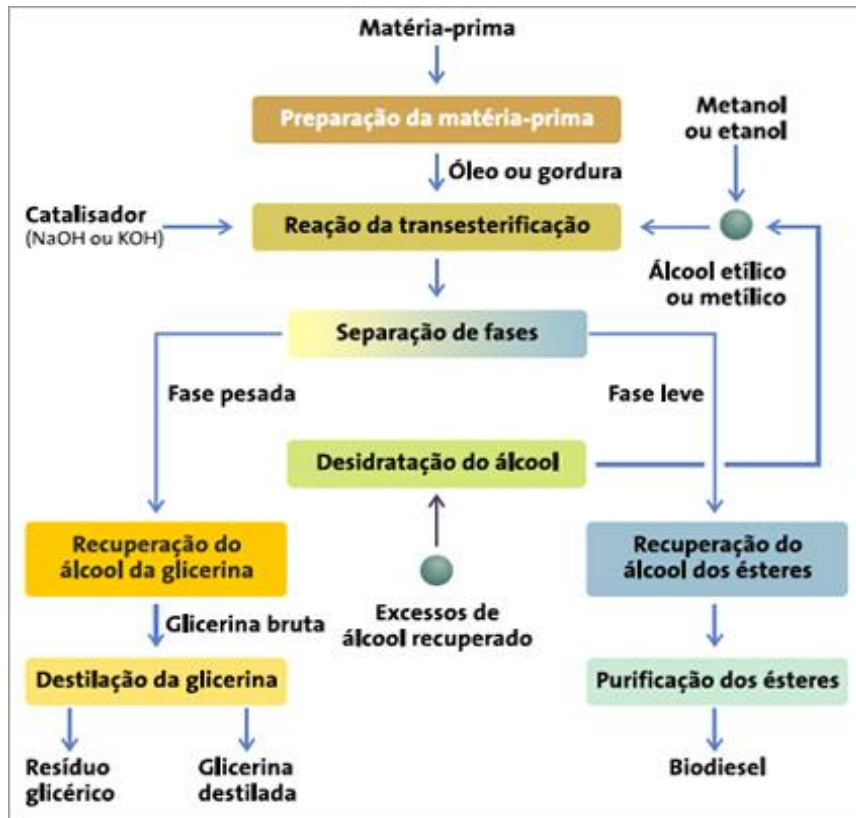 Matéria-prima
Preparação da matéria-prima
Metanol
ou etanol
Óleo ou gordura
Catalisador
(NaOH ou KOH)
Reação da transesterificação
Álcool etílico
ou metílico
Separação de fases
Fase pesada
Fase leve
Desidratação do álcool
Recuperação do
álcool da glicerina
Recuperação do
álcool dos ésteres
Excessos de
álcool recuperado
Glicerina bruta
Destilação da glicerina
Purificação dos ésteres
Resíduo
glicérico
Glicerina
destilada
Biodiesel